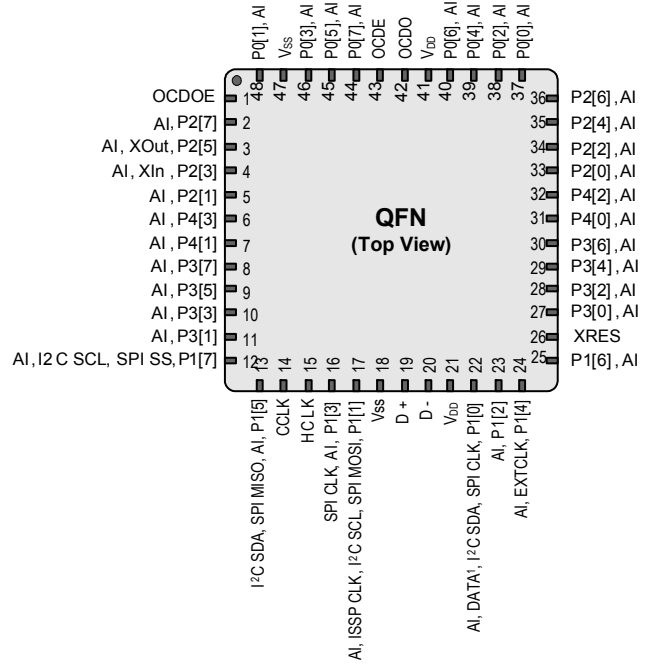 P0[1], AI
Vss
P0[3], AI
P0[5], AI
P0[7], AI
OCDE
OCDO
VDD
P0[6], AI
P0[4], AI
P0[2], AI
P0[0], AI
48
47
46
45
44
43
42
41
40
39
38
37
OCDOE 1
AI, P2[7] 2
AI, XOut, P2[5] 3
AI, XIn, P2[3] 4
AI, P2[1] 5
AI, P4[3] 6
AI, P4[1] 7
AI, P3[7] 8
AI, P3[5] 9
AI, P3[3] 10
AI, P3[1] 11
AI, I2C SCL, SPI SS, P1[7] 12
QFN
(Top View)
36 P2[6], AI
35 P2[4], AI
34 P2[2], AI
33 P2[0], AI
32 P4[2], AI
31 P4[0], AI
30 P3[6], AI
29 P3[4], AI
28 P3[2], AI
27 P3[0], AI
26 XRES
25 P1[6], AI
13
14
15
16
17
18
19
20
21
22
23
24
I²C SDA, SPI MISO, AI, P1[5]
CCLK
HCLK
SPI CLK, AI, P1[3]
AI, ISSP CLK, I²C SCL, SPI MOSI, P1[1]
Vss
D +
D -
VDD
AI, DATA¹, I²C SDA, SPI CLK, P1[0]
AI, P1[2]
AI, EXTCLK, P1[4]